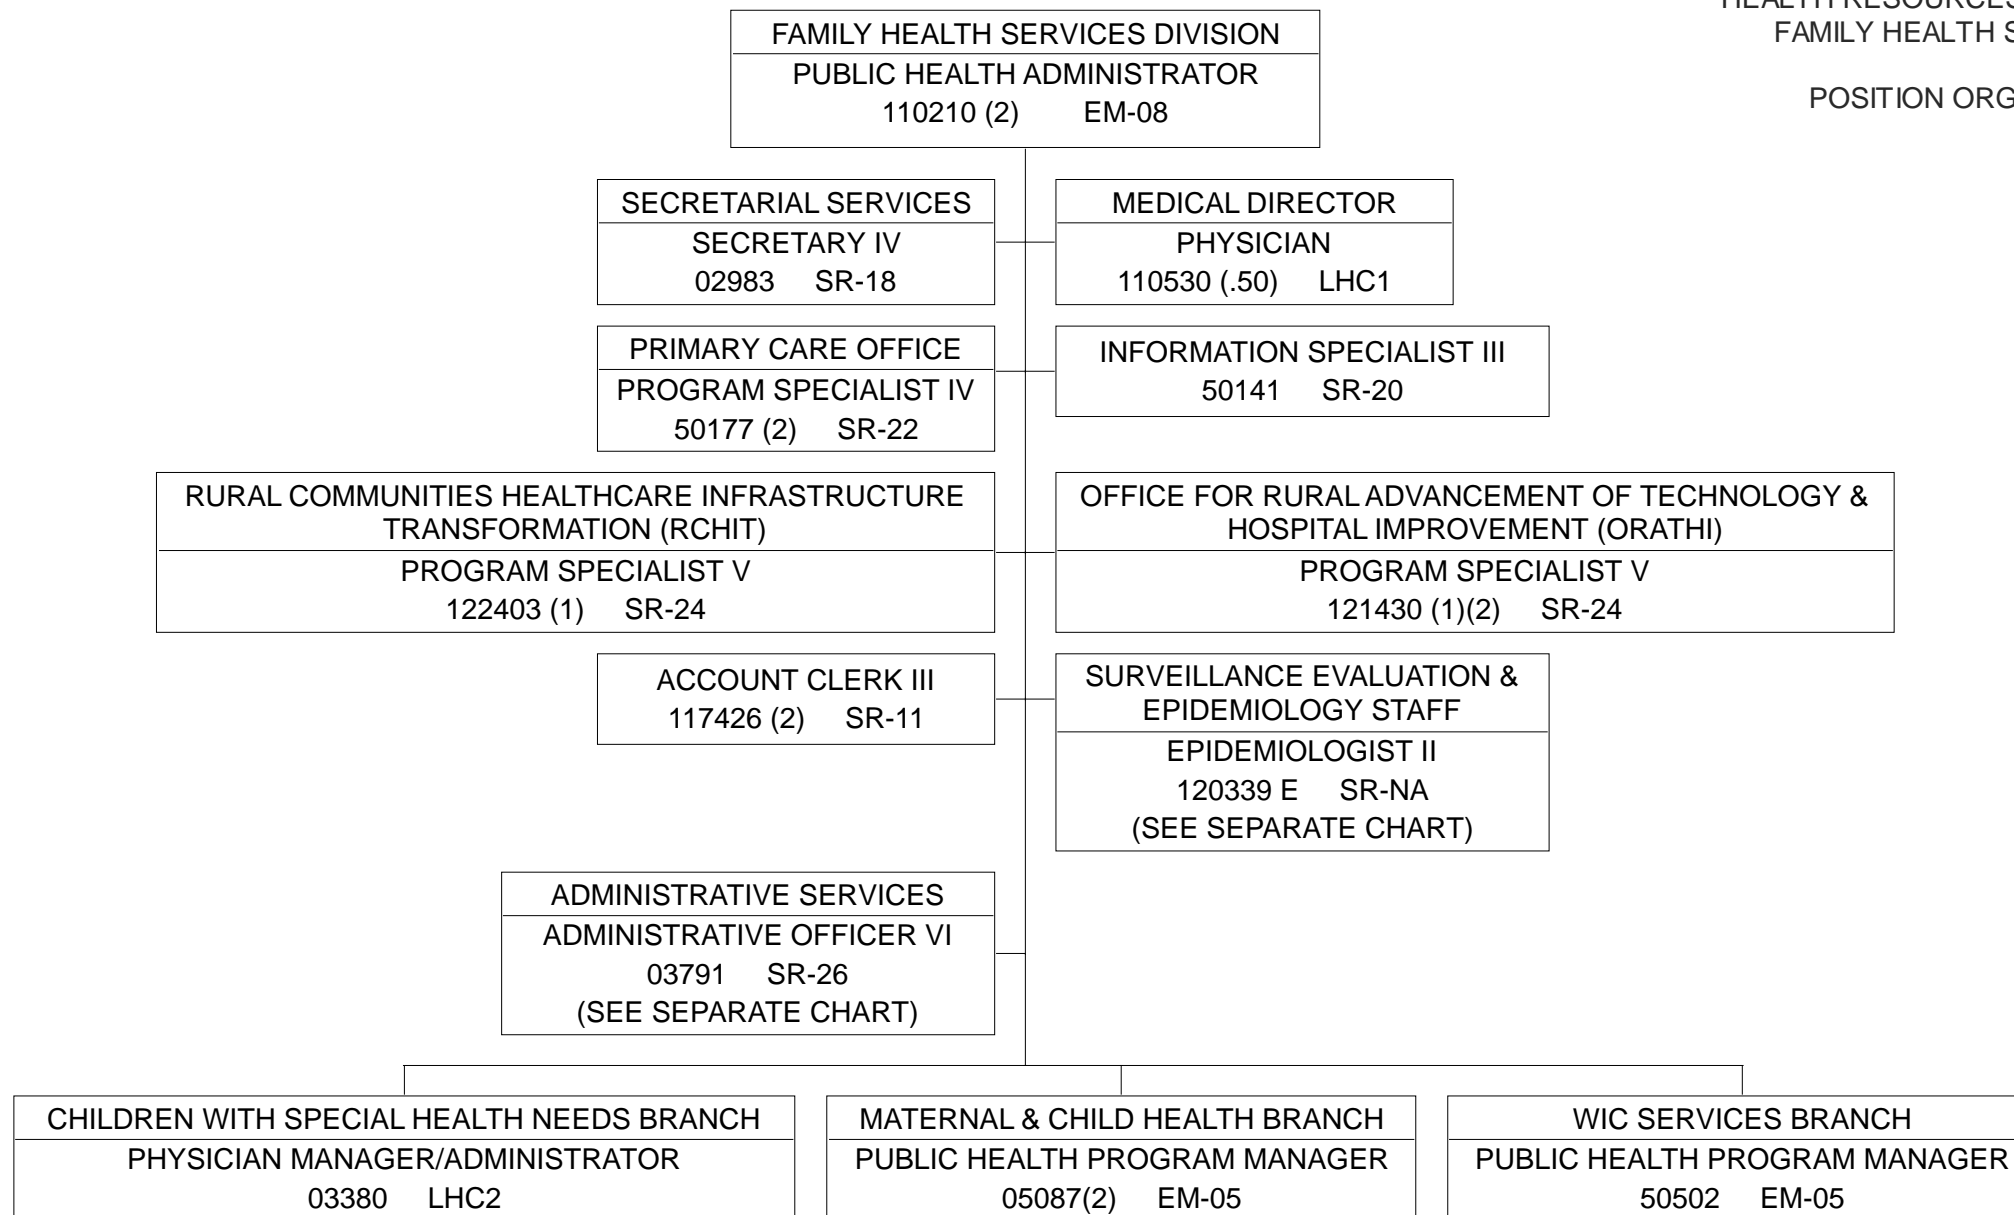 HEALTH RESOURCES
FAMILY HEALTH S
POSITION ORG
FAMILY HEALTH SERVICES DIVISION
PUBLIC HEALTH ADMINISTRATOR
110210 (2) EM-08
SECRETARIAL SERVICES
SECRETARY IV
02983 SR-18
MEDICAL DIRECTOR
PHYSICIAN
110530 (.50) LHC1
PRIMARY CARE OFFICE
PROGRAM SPECIALIST IV
50177 (2) SR-22
INFORMATION SPECIALIST III
50141 SR-20
RURAL COMMUNITIES HEALTHCARE INFRASTRUCTURE
TRANSFORMATION (RCHIT)
PROGRAM SPECIALIST V
122403 (1) SR-24
OFFICE FOR RURAL ADVANCEMENT OF TECHNOLOGY &
HOSPITAL IMPROVEMENT (ORATHI)
PROGRAM SPECIALIST V
121430 (1)(2) SR-24
ACCOUNT CLERK III
117426 (2) SR-11
SURVEILLANCE EVALUATION &
EPIDEMIOLOGY STAFF
EPIDEMIOLOGIST II
120339 E SR-NA
(SEE SEPARATE CHART)
ADMINISTRATIVE SERVICES
ADMINISTRATIVE OFFICER VI
03791 SR-26
(SEE SEPARATE CHART)
CHILDREN WITH SPECIAL HEALTH NEEDS BRANCH
PHYSICIAN MANAGER/ADMINISTRATOR
03380 LHC2
MATERNAL & CHILD HEALTH BRANCH
PUBLIC HEALTH PROGRAM MANAGER
05087(2) EM-05
WIC SERVICES BRANCH
PUBLIC HEALTH PROGRAM MANAGER
50502 EM-05